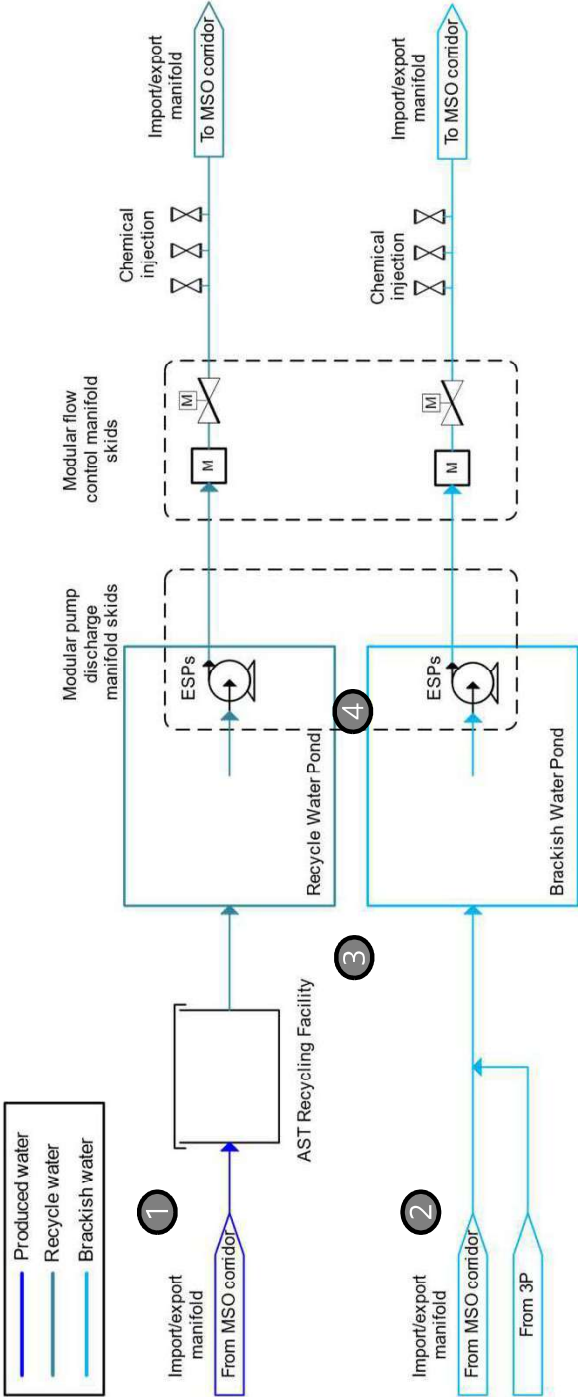 Produced water
Recycle water
Brackish water
1
Import/export
manifold
From MSO corridor
AST Recycling Facility
Recycle Water Pond
ESPs
Modular pump
discharge
manifold skids
Modular flow
control manifold
skids
M
M
Chemical
injection
Import/export
manifold
To MSO corridor
3
4
2
Import/export
manifold
From MSO corridor
From 3P
Brackish Water Pond
ESPs
M
M
Chemical
injection
Import/export
manifold
To MSO corridor